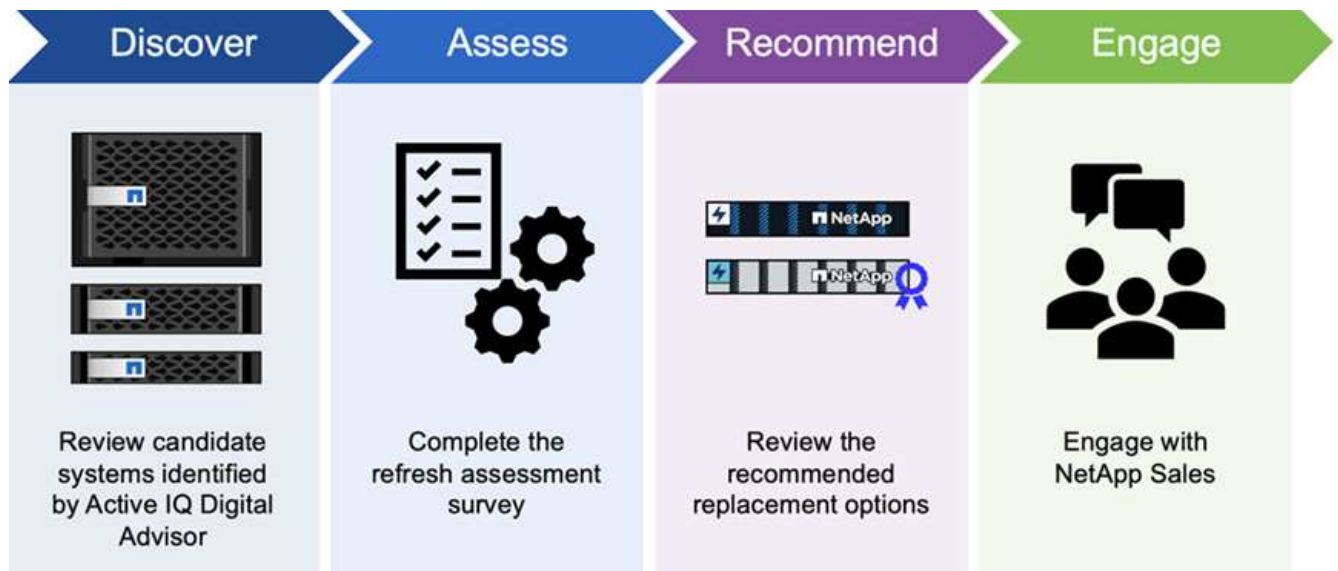 Discover
Assess
Recommend
Engage
NetApp
NetApp
Review candidate
systems identified
by Active IQ Digital
Advisor
Complete the
refresh assessment
survey
Review the
recommended
replacement options
Engage with
NetApp Sales